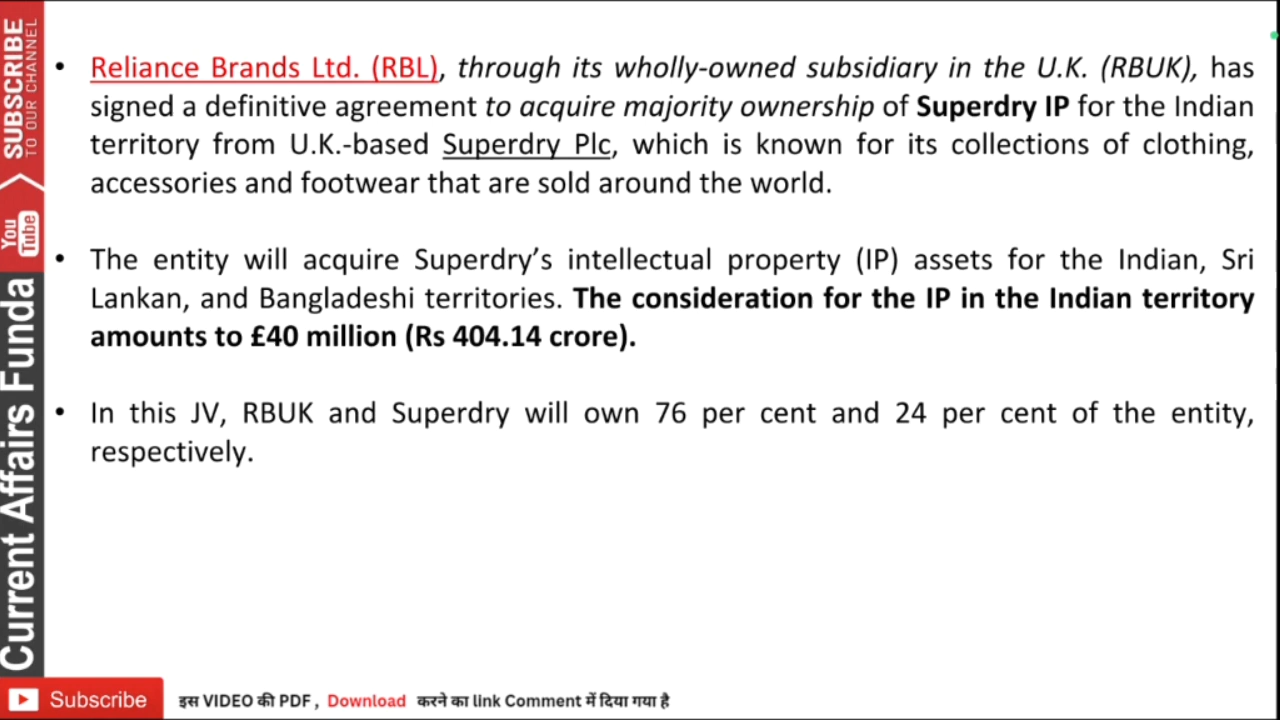 • Reliance Brands Ltd. (RBL), through its wholly-owned subsidiary in the U.K. (RBUK), has
signed a definitive agreement to acquire majority ownership of Superdry IP for the Indian
territory from U.K.-based Superdry Plc, which is known for its collections of clothing,
accessories and footwear that are sold around the world.
• The entity will acquire Superdry’s intellectual property (IP) assets for the Indian, Sri
Lankan, and Bangladeshi territories. The consideration for the IP in the Indian territory
amounts to £40 million (Rs 404.14 crore).
• In this JV, RBUK and Superdry will own 76 per cent and 24 per cent of the entity,
respectively.
SUBSCRIBE
TO OUR CHANNEL
You
Tube
Current Affairs Funda
Subscribe
इस VIDEO की PDF , Download करने का link Comment में दिया गया है